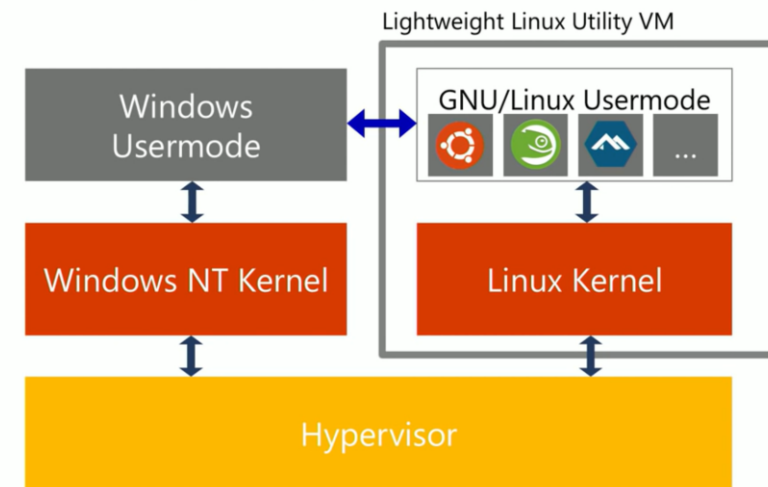 Lightweight Linux Utility VM
Windows
Usermode
GNU/Linux Usermode
...
Windows NT Kernel
Linux Kernel
Hypervisor